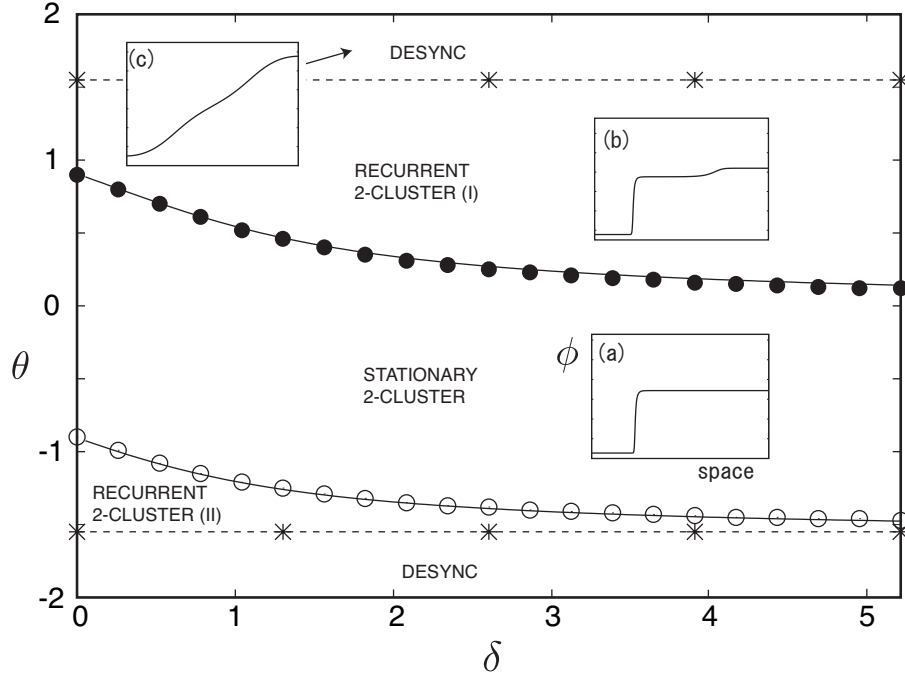 2
(c)
DESYNC
(b)
1
RECURRENT
2-CLUSTER (I)
0
θ
ϕ
(a)
STATIONARY
2-CLUSTER
-1
space
RECURRENT
2-CLUSTER (II)
DESYNC
-2
0 1 2 3 4 5
δ